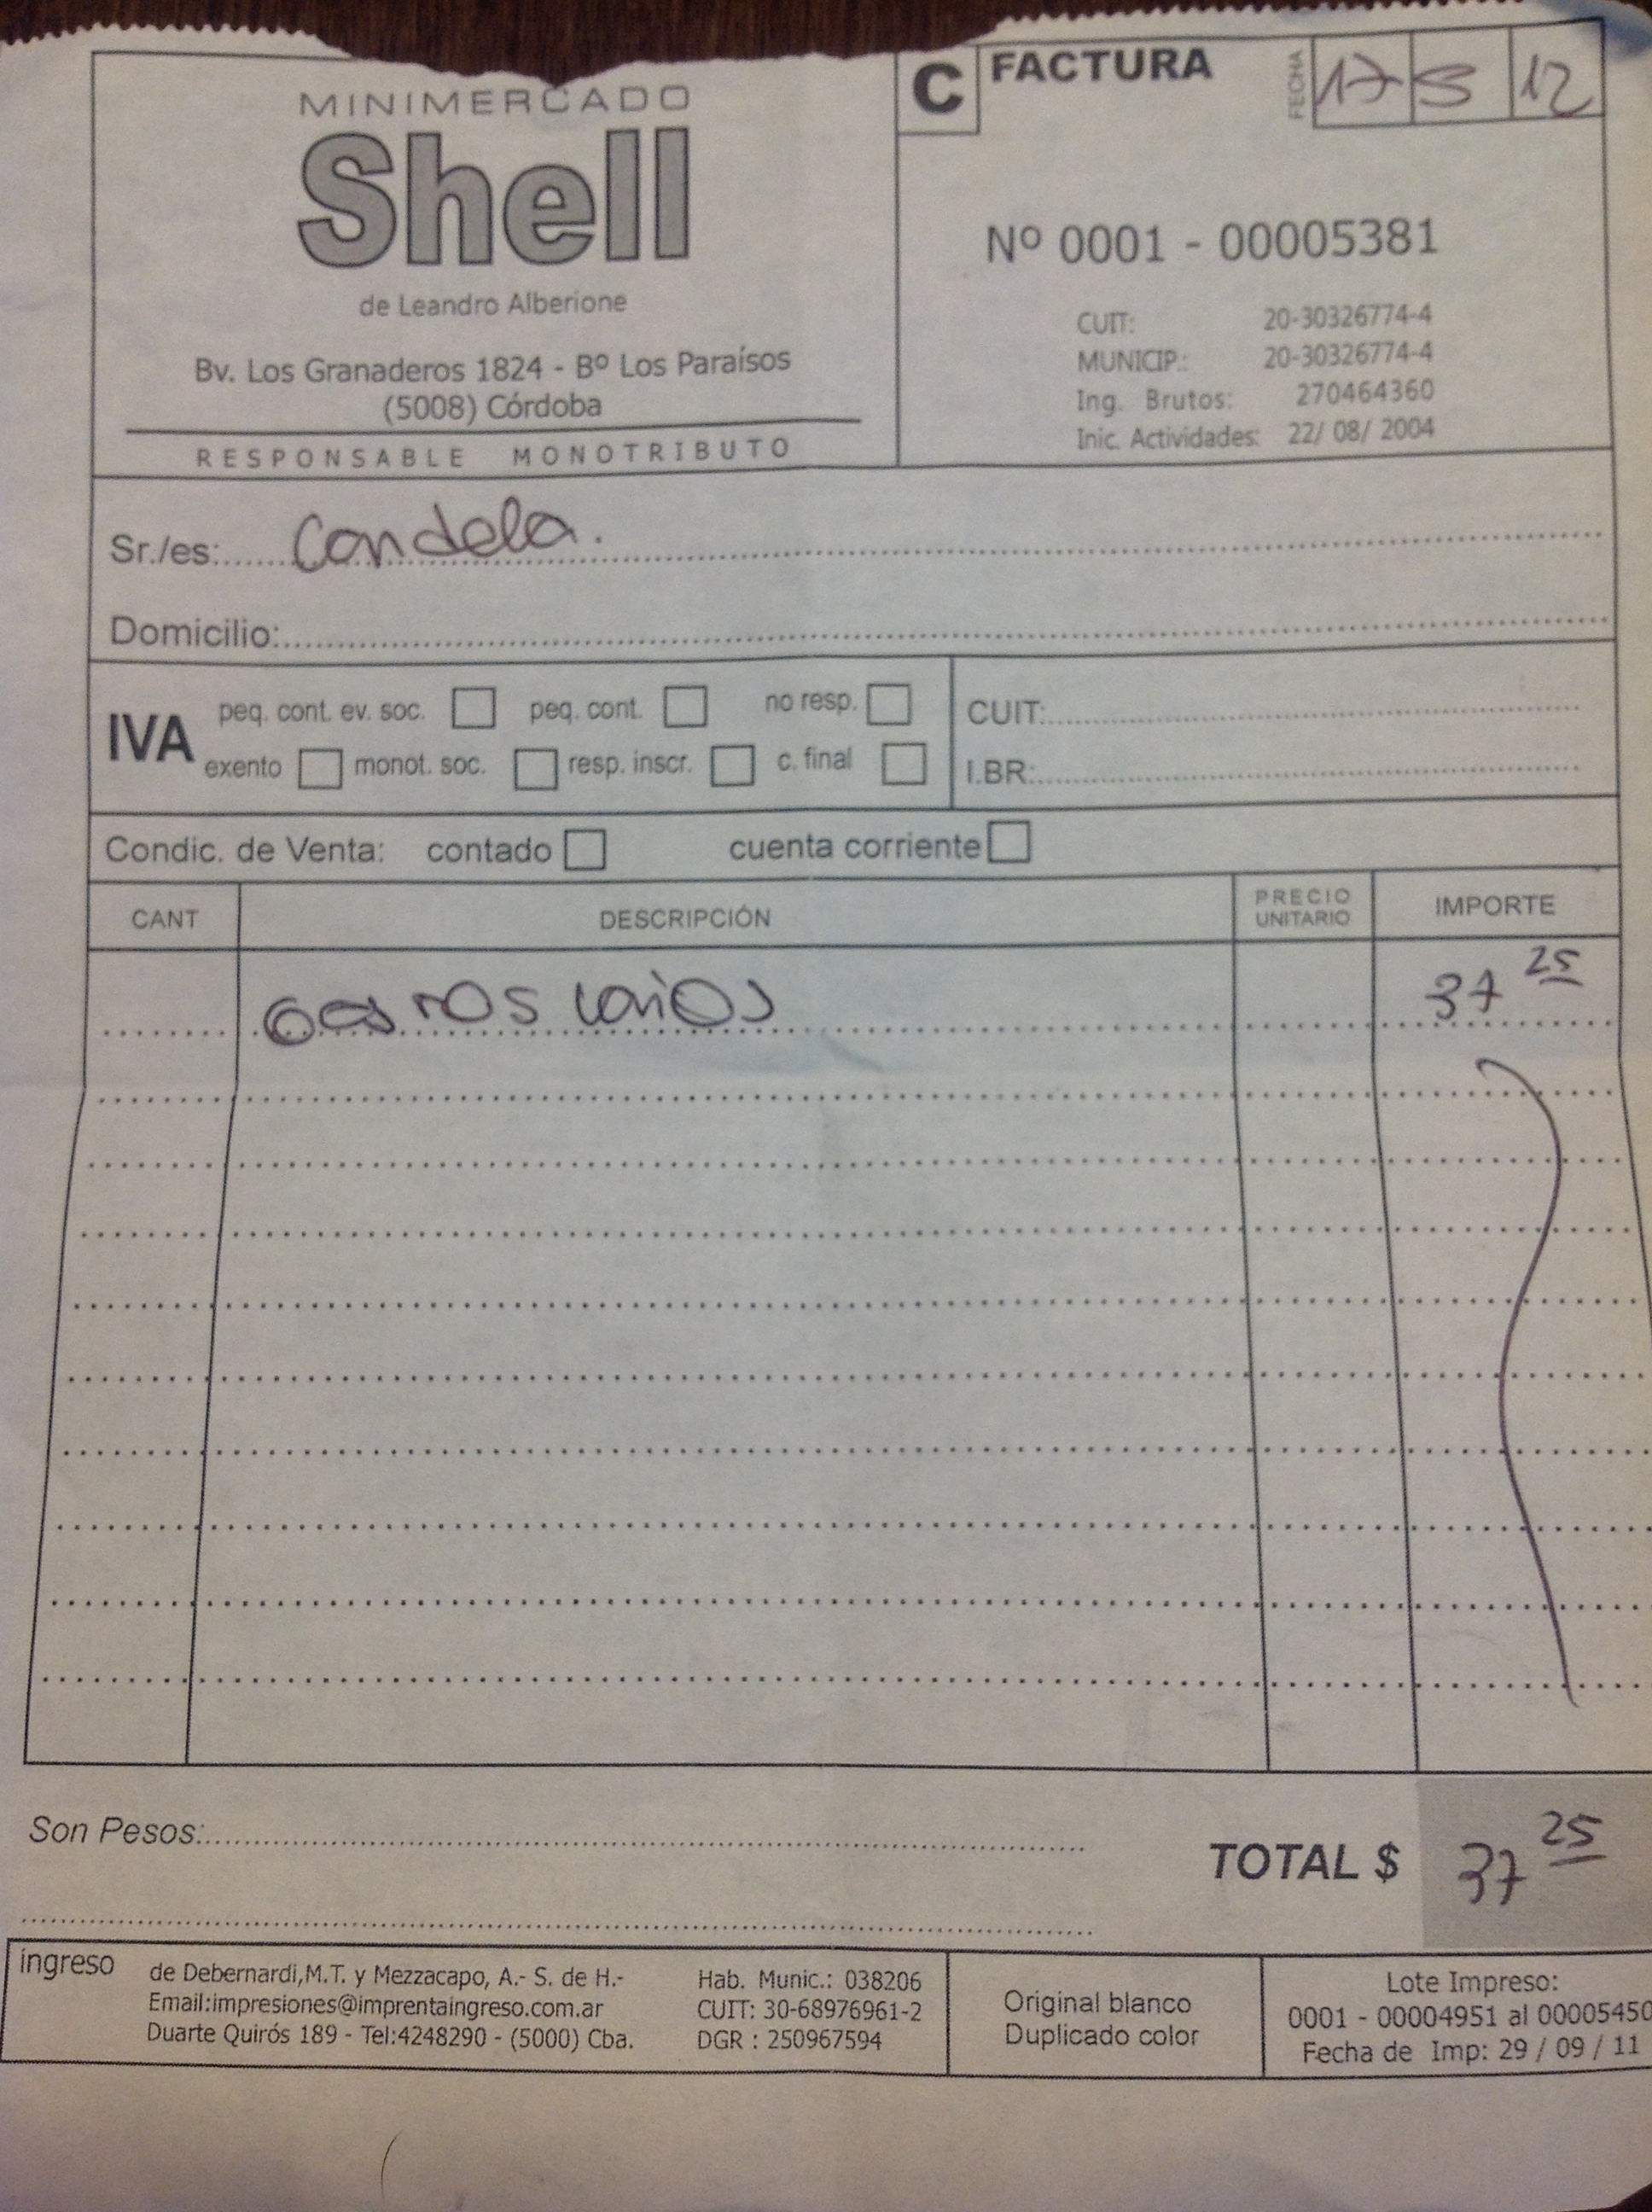 MINIMERCADO
Shell
de Leandro Alberione
Bv. Los Granaderos 1824 - Bº Los Paraísos
(5008) Córdoba
RESPONSABLE MONOTRIBUTO
C FACTURA
FECHA 17 5 12
Nº 0001 - 00005381
CUIT: 20-30326774-4
MUNICIP.: 20-30326774-4
Ing. Brutos: 270464360
Inic. Actividades: 22/ 08/ 2004
Sr./es: Candela.
Domicilio:
IVA peq. cont. ev. soc. peq. cont. no resp.
exento monot. soc. resp. inscr. c. final
CUIT:
I.BR:
Condic. de Venta: contado cuenta corriente
CANT DESCRIPCIÓN PRECIO UNITARIO IMPORTE
37 25
Son Pesos:
TOTAL $ 37 25
ingreso
de Debernardi,M.T. y Mezzacapo, A.- S. de H.-
Email:impresiones@imprentaingreso.com.ar
Duarte Quirós 189 - Tel:4248290 - (5000) Cba.
Hab. Munic.: 038206
CUIT: 30-68976961-2
DGR : 250967594
Original blanco
Duplicado color
Lote Impreso:
0001 - 00004951 al 00005450
Fecha de Imp: 29 / 09 / 11